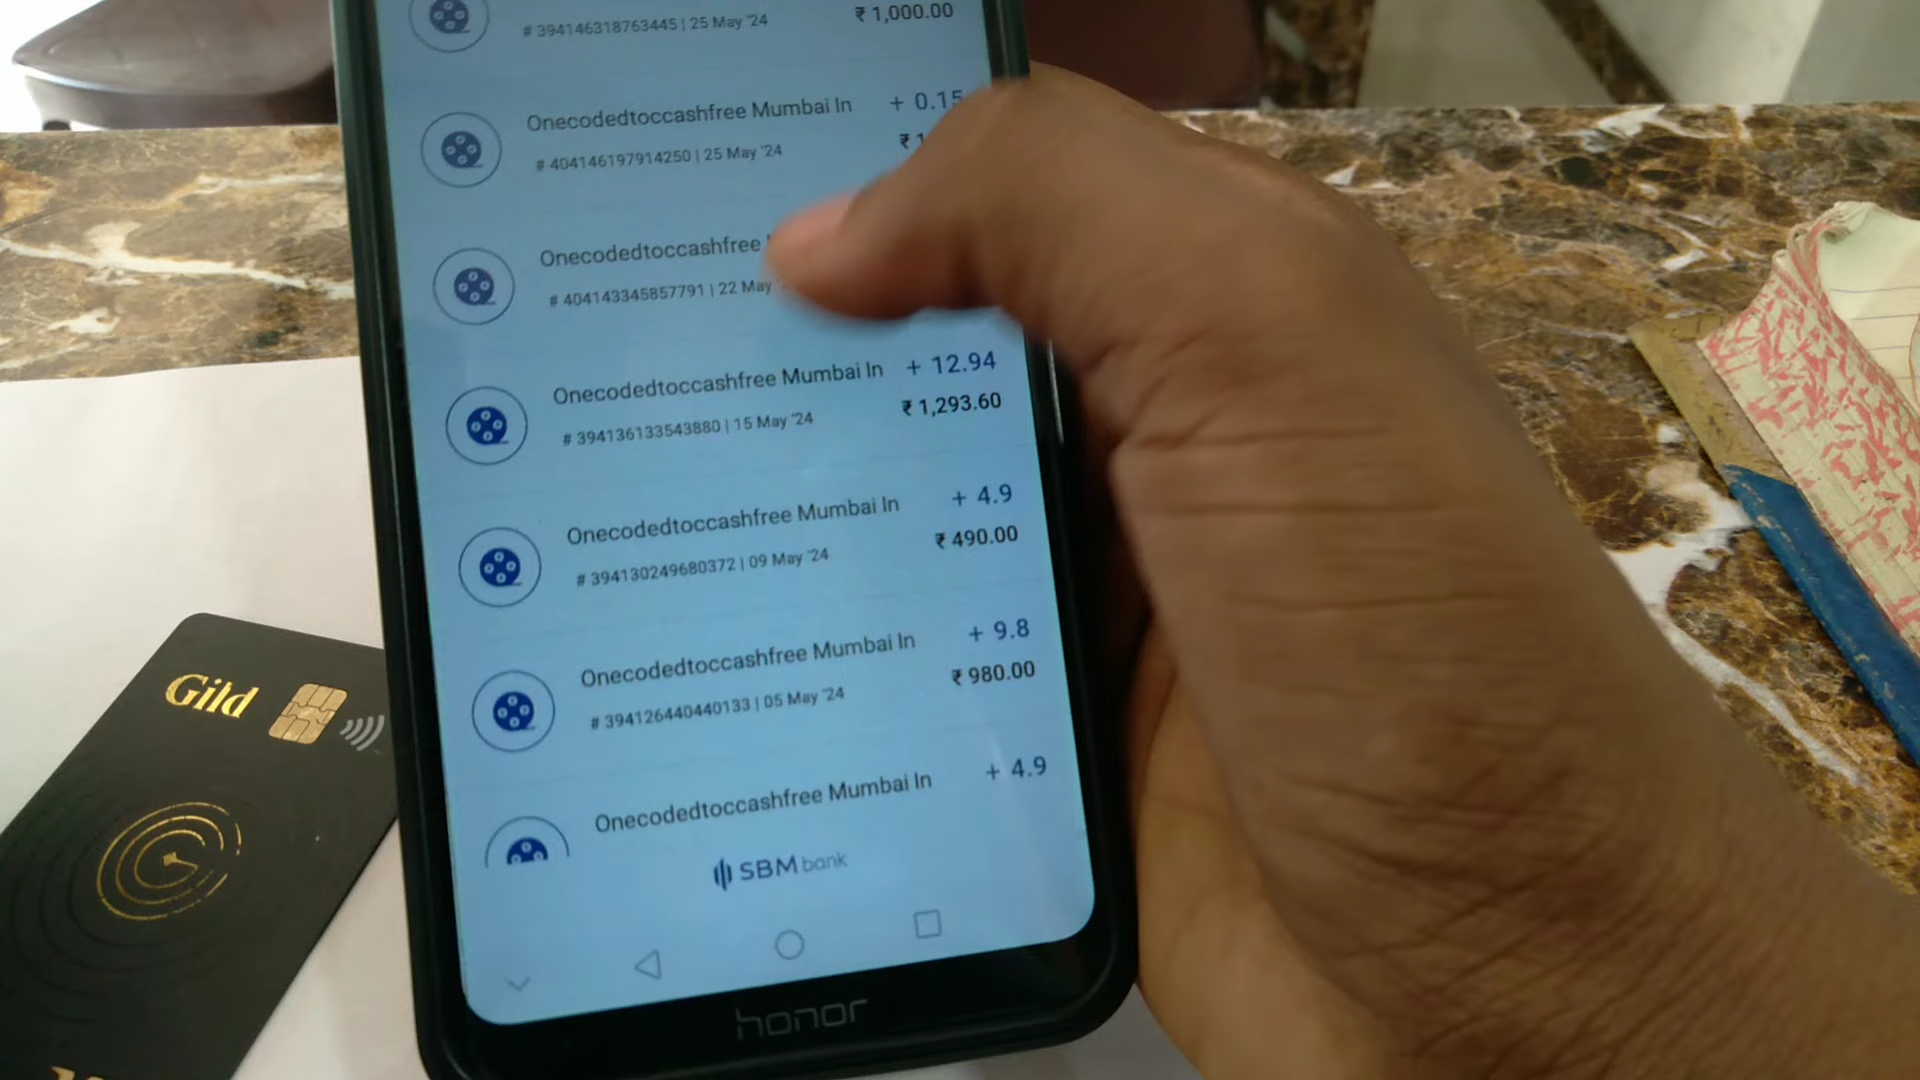 # 394146318763445 | 25 May '24
₹ 1,000.00
Onecodedtoccashfree Mumbai In + 0.15
# 404146197914250 | 25 May '24
₹ 1
Onecodedtoccashfree
# 404143345857791 | 22 May
Onecodedtoccashfree Mumbai In + 12.94
# 394136133543880 | 15 May '24 ₹ 1,293.60
Onecodedtoccashfree Mumbai In + 4.9
# 394130249680372 | 09 May '24 ₹ 490.00
Onecodedtoccashfree Mumbai In + 9.8
# 394126440440133 | 05 May '24 ₹ 980.00
Onecodedtoccashfree Mumbai In + 4.9
SBM bank
honor
Gild